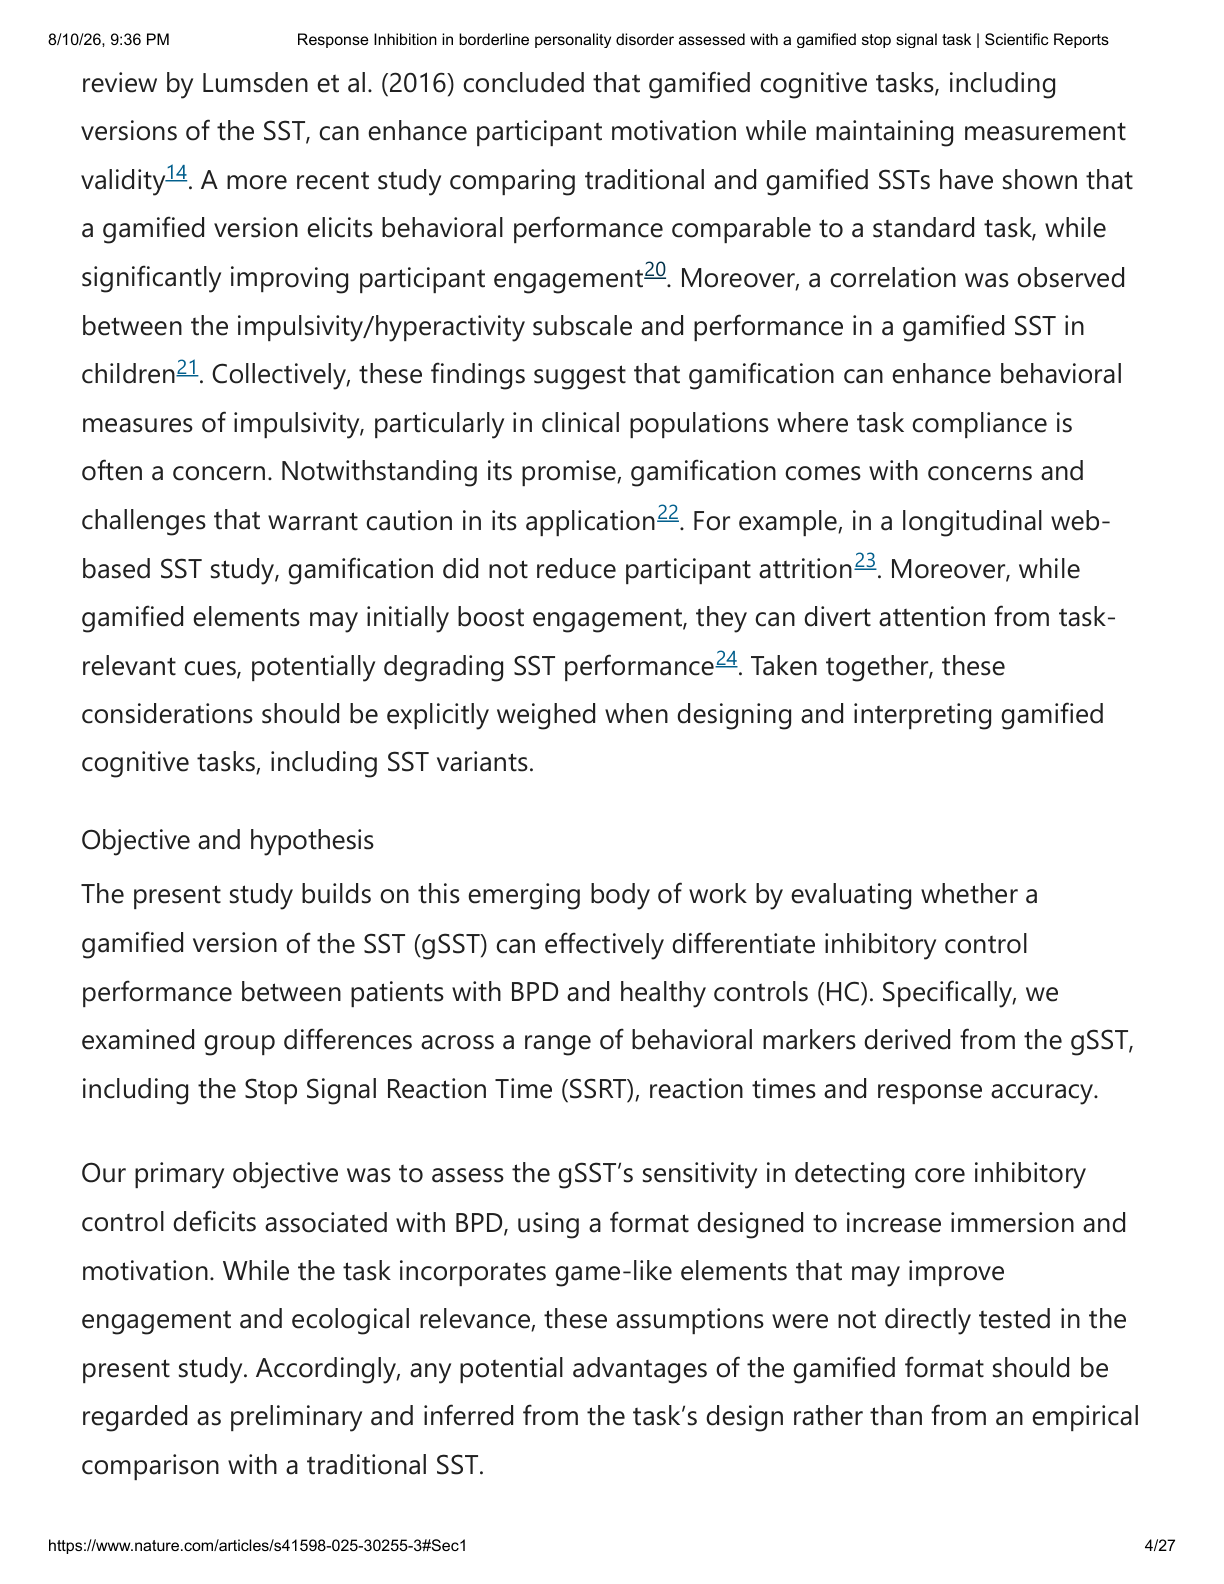 8/10/26, 9:36 PM Response Inhibition in borderline personality disorder assessed with a gamified stop signal task | Scientific Reports
review by Lumsden et al. (2016) concluded that gamified cognitive tasks, including
versions of the SST, can enhance participant motivation while maintaining measurement
validity14. A more recent study comparing traditional and gamified SSTs have shown that
a gamified version elicits behavioral performance comparable to a standard task, while
significantly improving participant engagement20. Moreover, a correlation was observed
between the impulsivity/hyperactivity subscale and performance in a gamified SST in
children21. Collectively, these findings suggest that gamification can enhance behavioral
measures of impulsivity, particularly in clinical populations where task compliance is
often a concern. Notwithstanding its promise, gamification comes with concerns and
challenges that warrant caution in its application22. For example, in a longitudinal web-
based SST study, gamification did not reduce participant attrition23. Moreover, while
gamified elements may initially boost engagement, they can divert attention from task-
relevant cues, potentially degrading SST performance24. Taken together, these
considerations should be explicitly weighed when designing and interpreting gamified
cognitive tasks, including SST variants.
Objective and hypothesis
The present study builds on this emerging body of work by evaluating whether a
gamified version of the SST (gSST) can effectively differentiate inhibitory control
performance between patients with BPD and healthy controls (HC). Specifically, we
examined group differences across a range of behavioral markers derived from the gSST,
including the Stop Signal Reaction Time (SSRT), reaction times and response accuracy.
Our primary objective was to assess the gSST’s sensitivity in detecting core inhibitory
control deficits associated with BPD, using a format designed to increase immersion and
motivation. While the task incorporates game-like elements that may improve
engagement and ecological relevance, these assumptions were not directly tested in the
present study. Accordingly, any potential advantages of the gamified format should be
regarded as preliminary and inferred from the task’s design rather than from an empirical
comparison with a traditional SST.
https://www.nature.com/articles/s41598-025-30255-3#Sec1 4/27